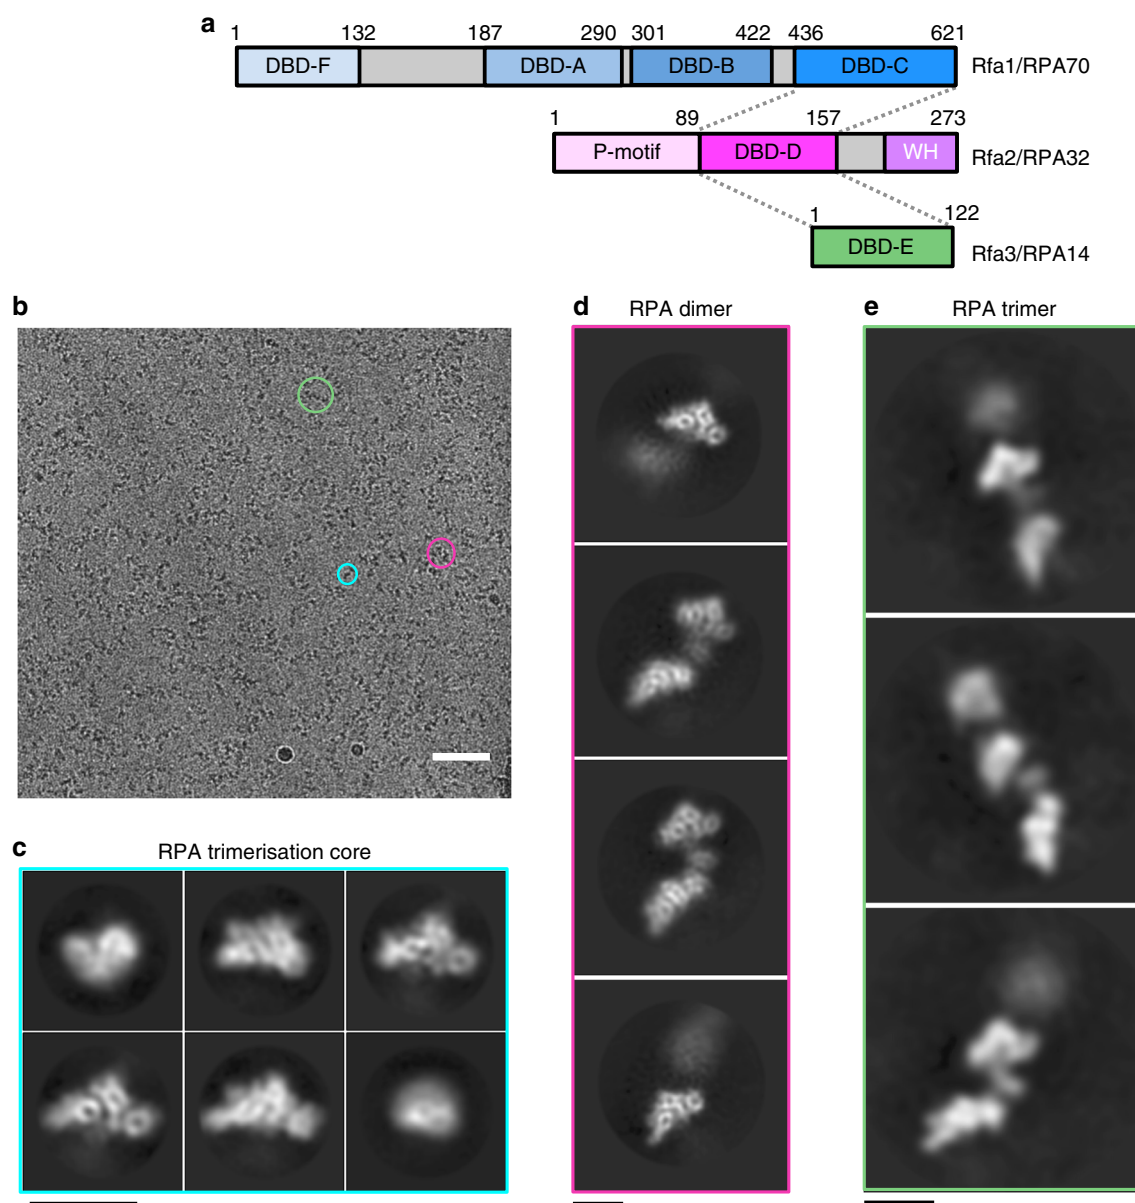 a
1 132 187 290 301 422 436 621
DBD-F DBD-A DBD-B DBD-C Rfa1/RPA70
1 89 157 273
P-motif DBD-D WH Rfa2/RPA32
1 122
DBD-E Rfa3/RPA14
b
c RPA trimerisation core
d RPA dimer
e RPA trimer